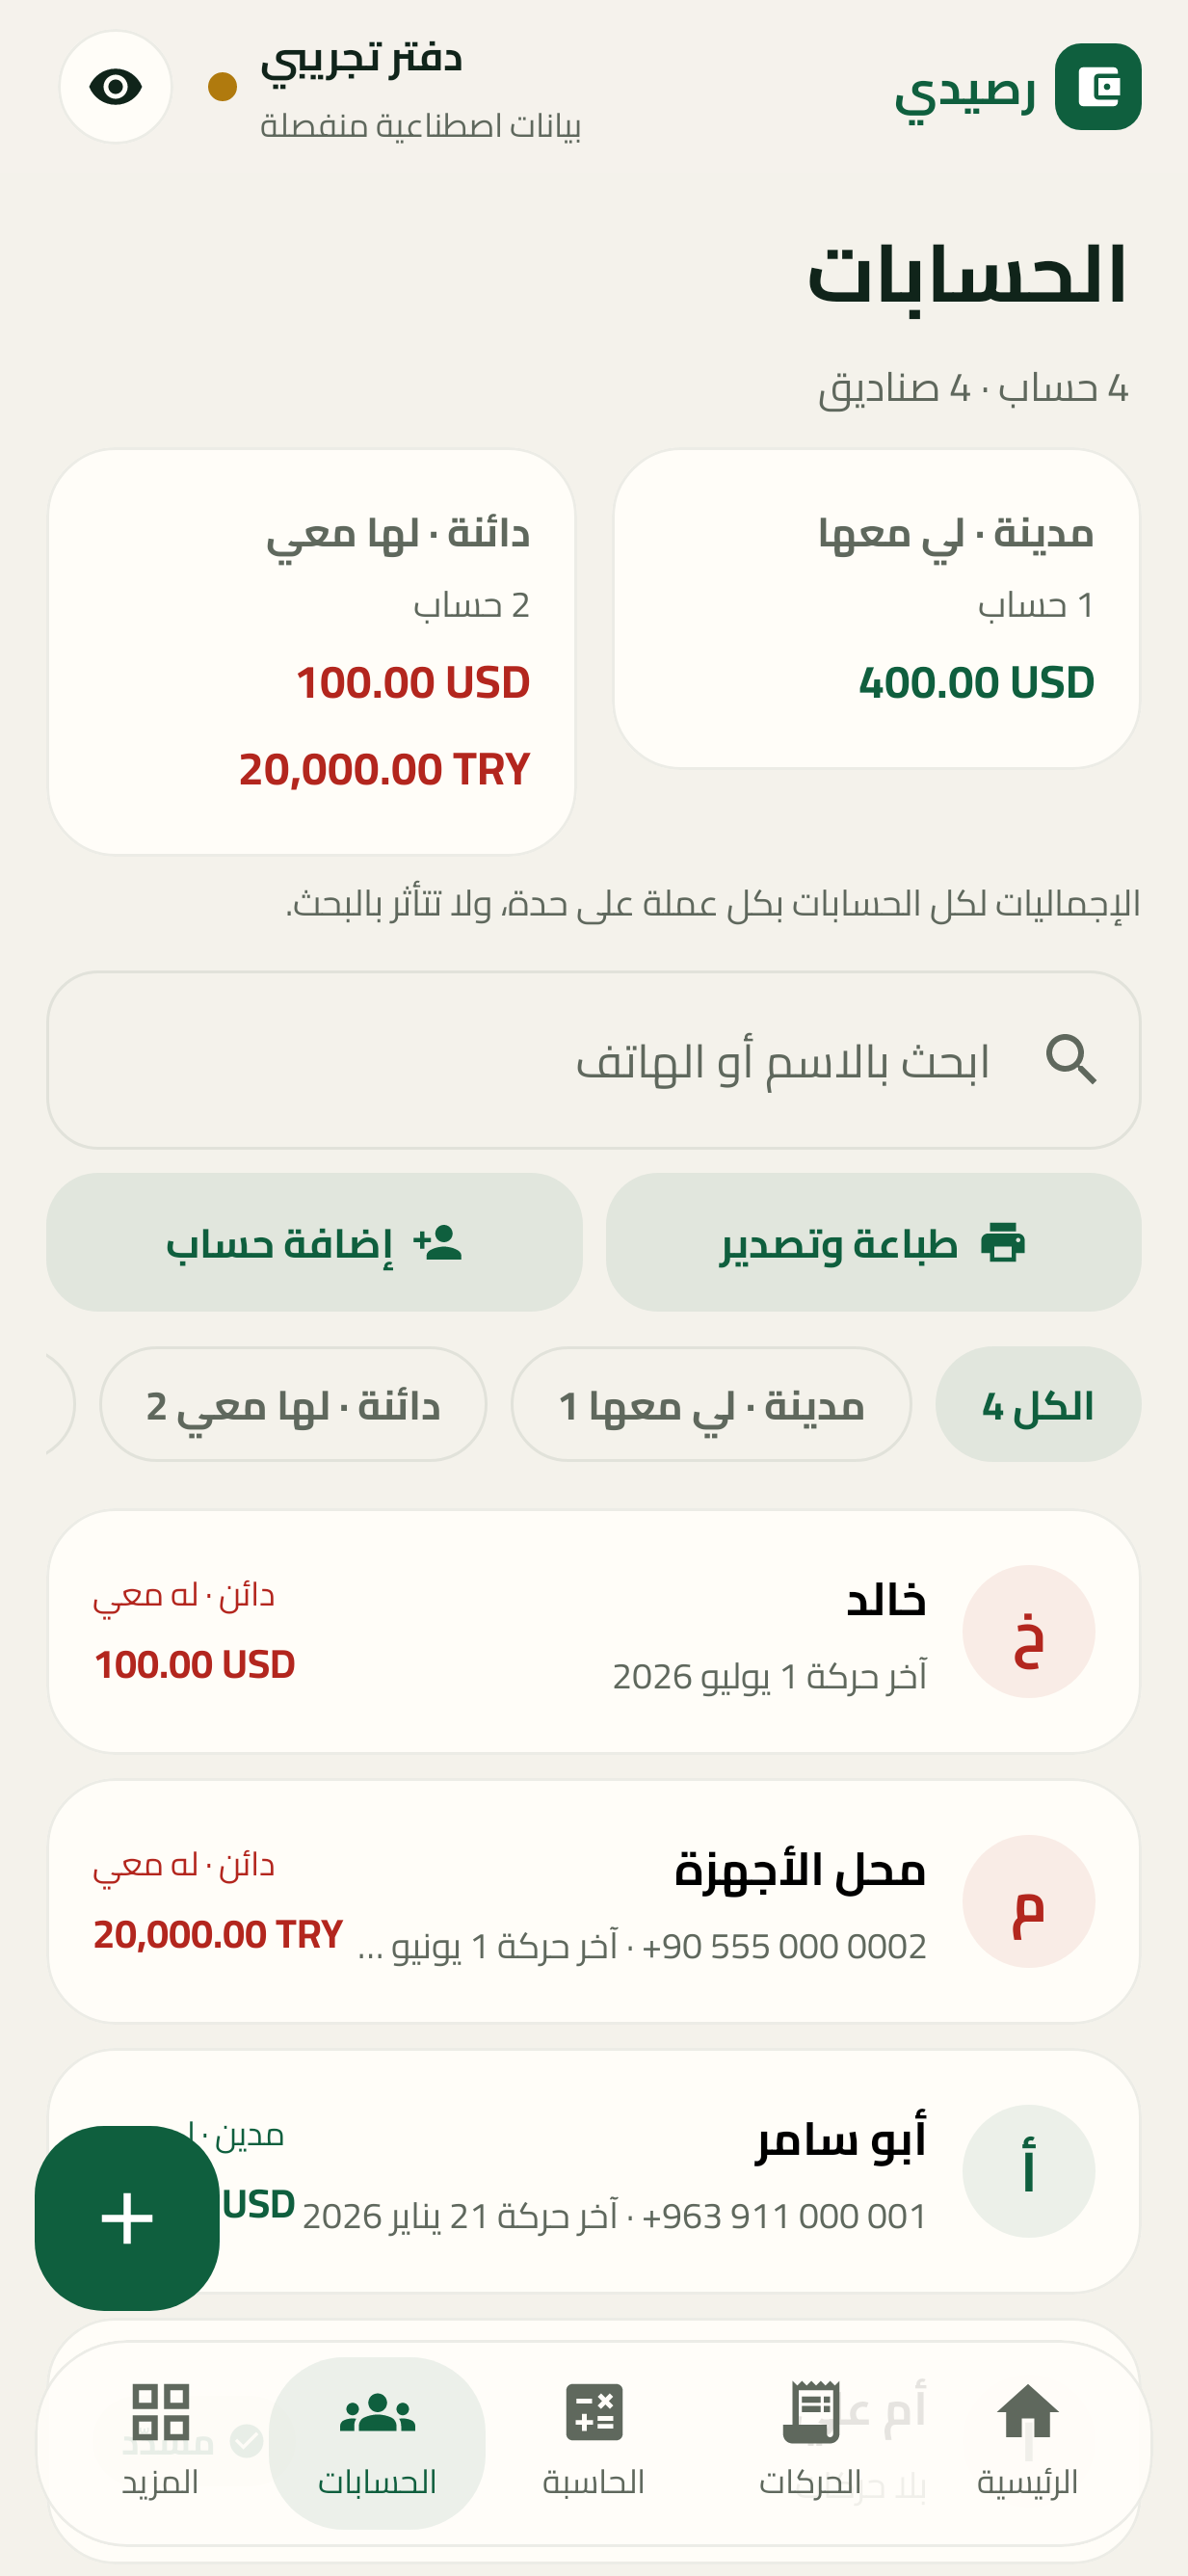 رصيدي
دفتر تجريبي
بيانات اصطناعية منفصلة
الحسابات
4 حساب · 4 صناديق
مدينة · لي معها
1 حساب
400.00 USD
دائنة · لها معي
2 حساب
100.00 USD
20,000.00 TRY
الإجماليات لكل الحسابات بكل عملة على حدة، ولا تتأثر بالبحث.
ابحث بالاسم أو الهاتف
طباعة وتصدير
إضافة حساب
الكل 4
مدينة · لي معها 1
دائنة · لها معي 2
خ
خالد
آخر حركة 1 يوليو 2026
دائن · له معي
100.00 USD
م
محل الأجهزة
+90 555 000 0002 · آخر حركة 1 يونيو ...
دائن · له معي
20,000.00 TRY
أ
أبو سامر
+963 911 000 001 · آخر حركة 21 يناير 2026
مدين ·
USD
أم علي
بلا
مسدد
الرئيسية
الحركات
الحاسبة
الحسابات
المزيد